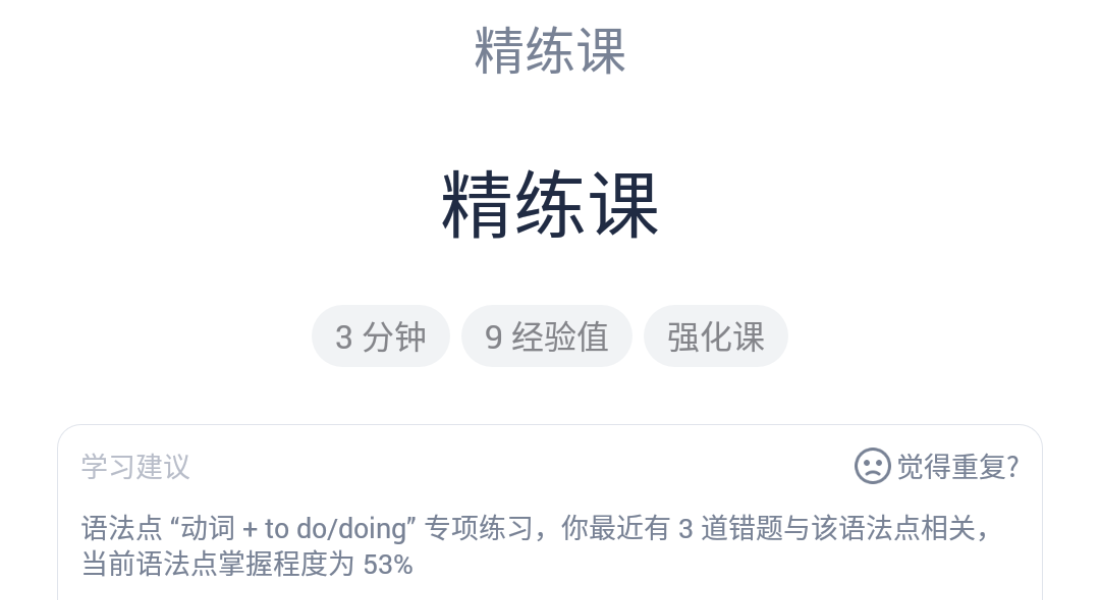 精练课
精练课
3 分钟
9 经验值
强化课
学习建议
觉得重复?
语法点 “动词 + to do/doing” 专项练习，你最近有 3 道错题与该语法点相关，
当前语法点掌握程度为 53%